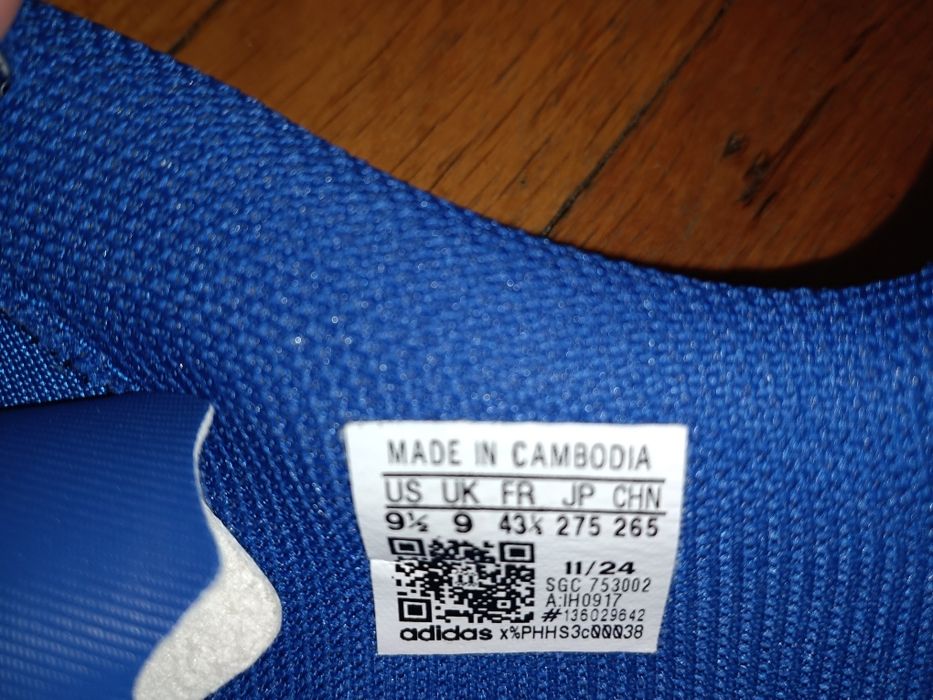 MADE IN CAMBODIA
US UK FR JP CHN
9½ 9 43⅓ 275 265
11/24
SGC 753002
A:IH0917
#136029642
adidas x%PHHS3c00038